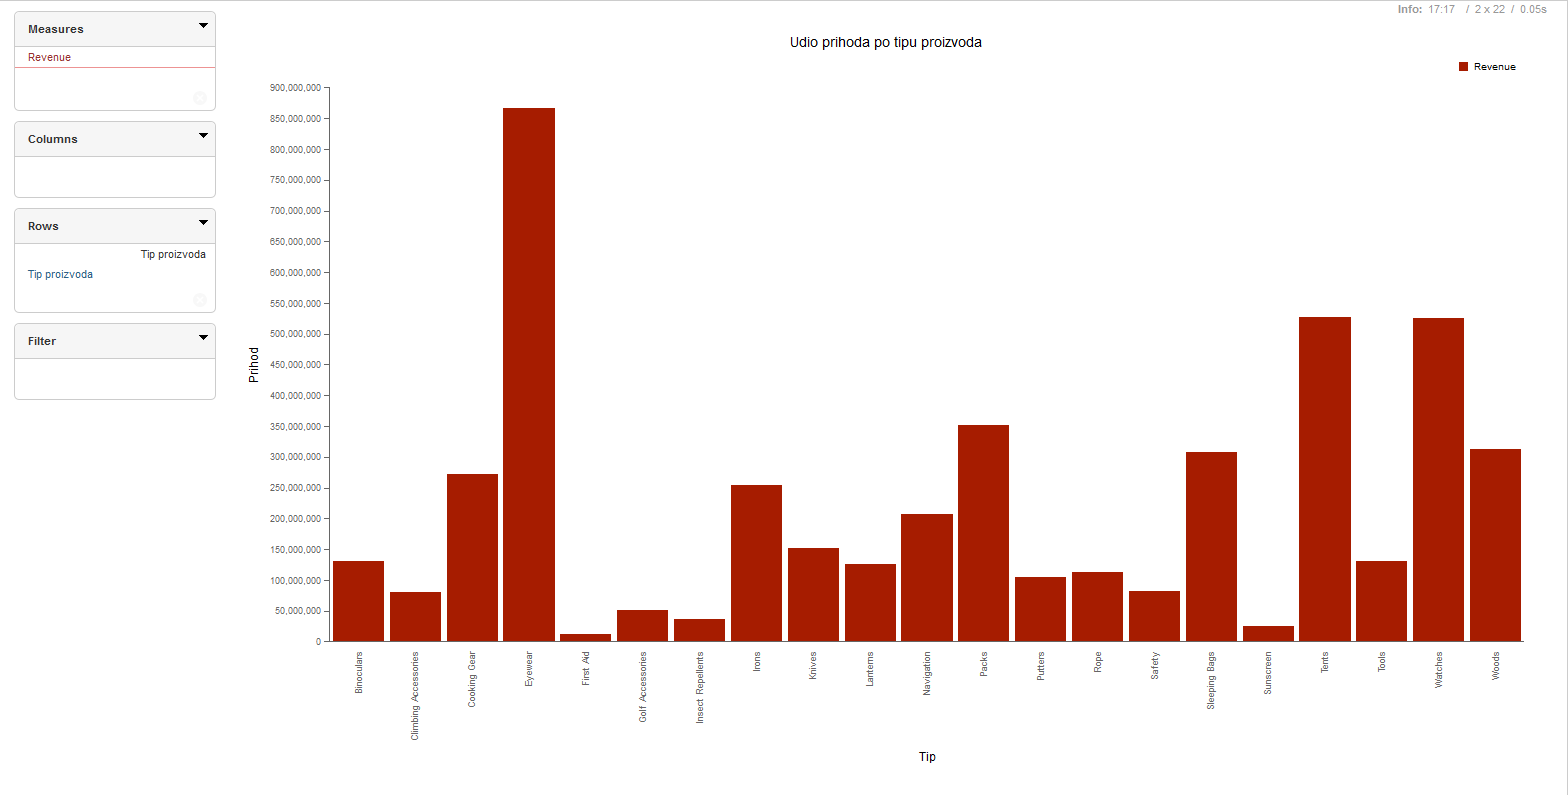 Info: 17:17 / 2 x 22 / 0.05s
Measures
Revenue
Columns
Rows
Tip proizvoda
Tip proizvoda
Filter
Udio prihoda po tipu proizvoda
Revenue
900,000,000
850,000,000
800,000,000
750,000,000
700,000,000
650,000,000
600,000,000
550,000,000
500,000,000
450,000,000
400,000,000
350,000,000
300,000,000
250,000,000
200,000,000
150,000,000
100,000,000
50,000,000
0
Prihod
Binoculars
Climbing Accessories
Cooking Gear
Eyewear
First Aid
Golf Accessories
Insect Repellents
Irons
Knives
Lanterns
Navigation
Packs
Putters
Rope
Safety
Sleeping Bags
Sunscreen
Tents
Tools
Watches
Woods
Tip